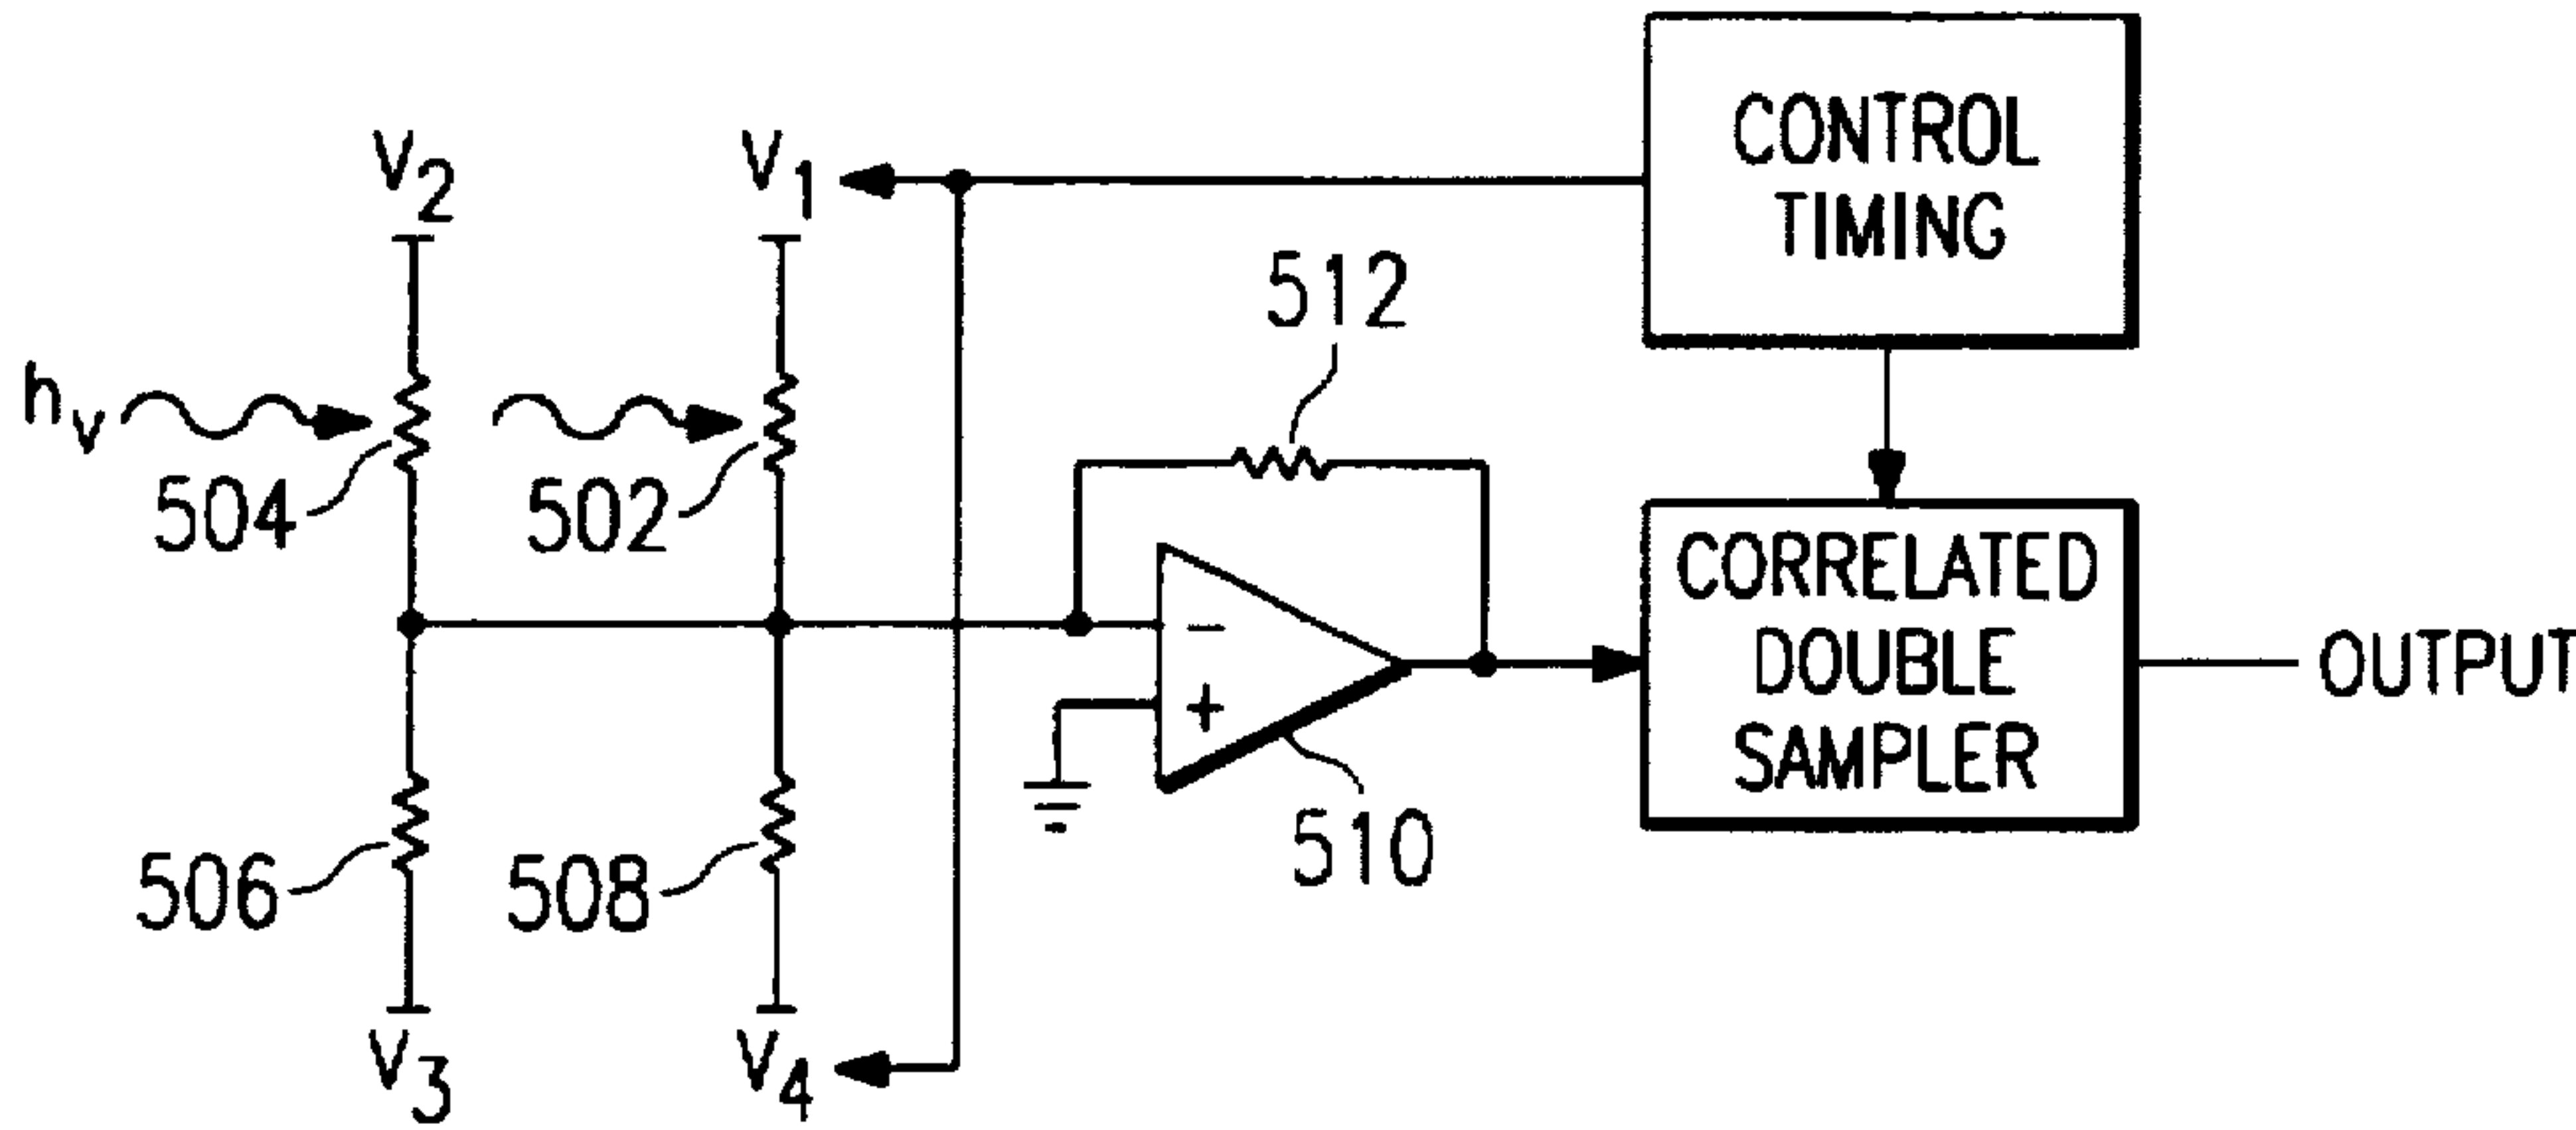 CONTROL
TIMING
V2
V1
512
hv
504
502
CORRELATED
DOUBLE
SAMPLER
-
+
OUTPUT
506
508
510
V3
V4